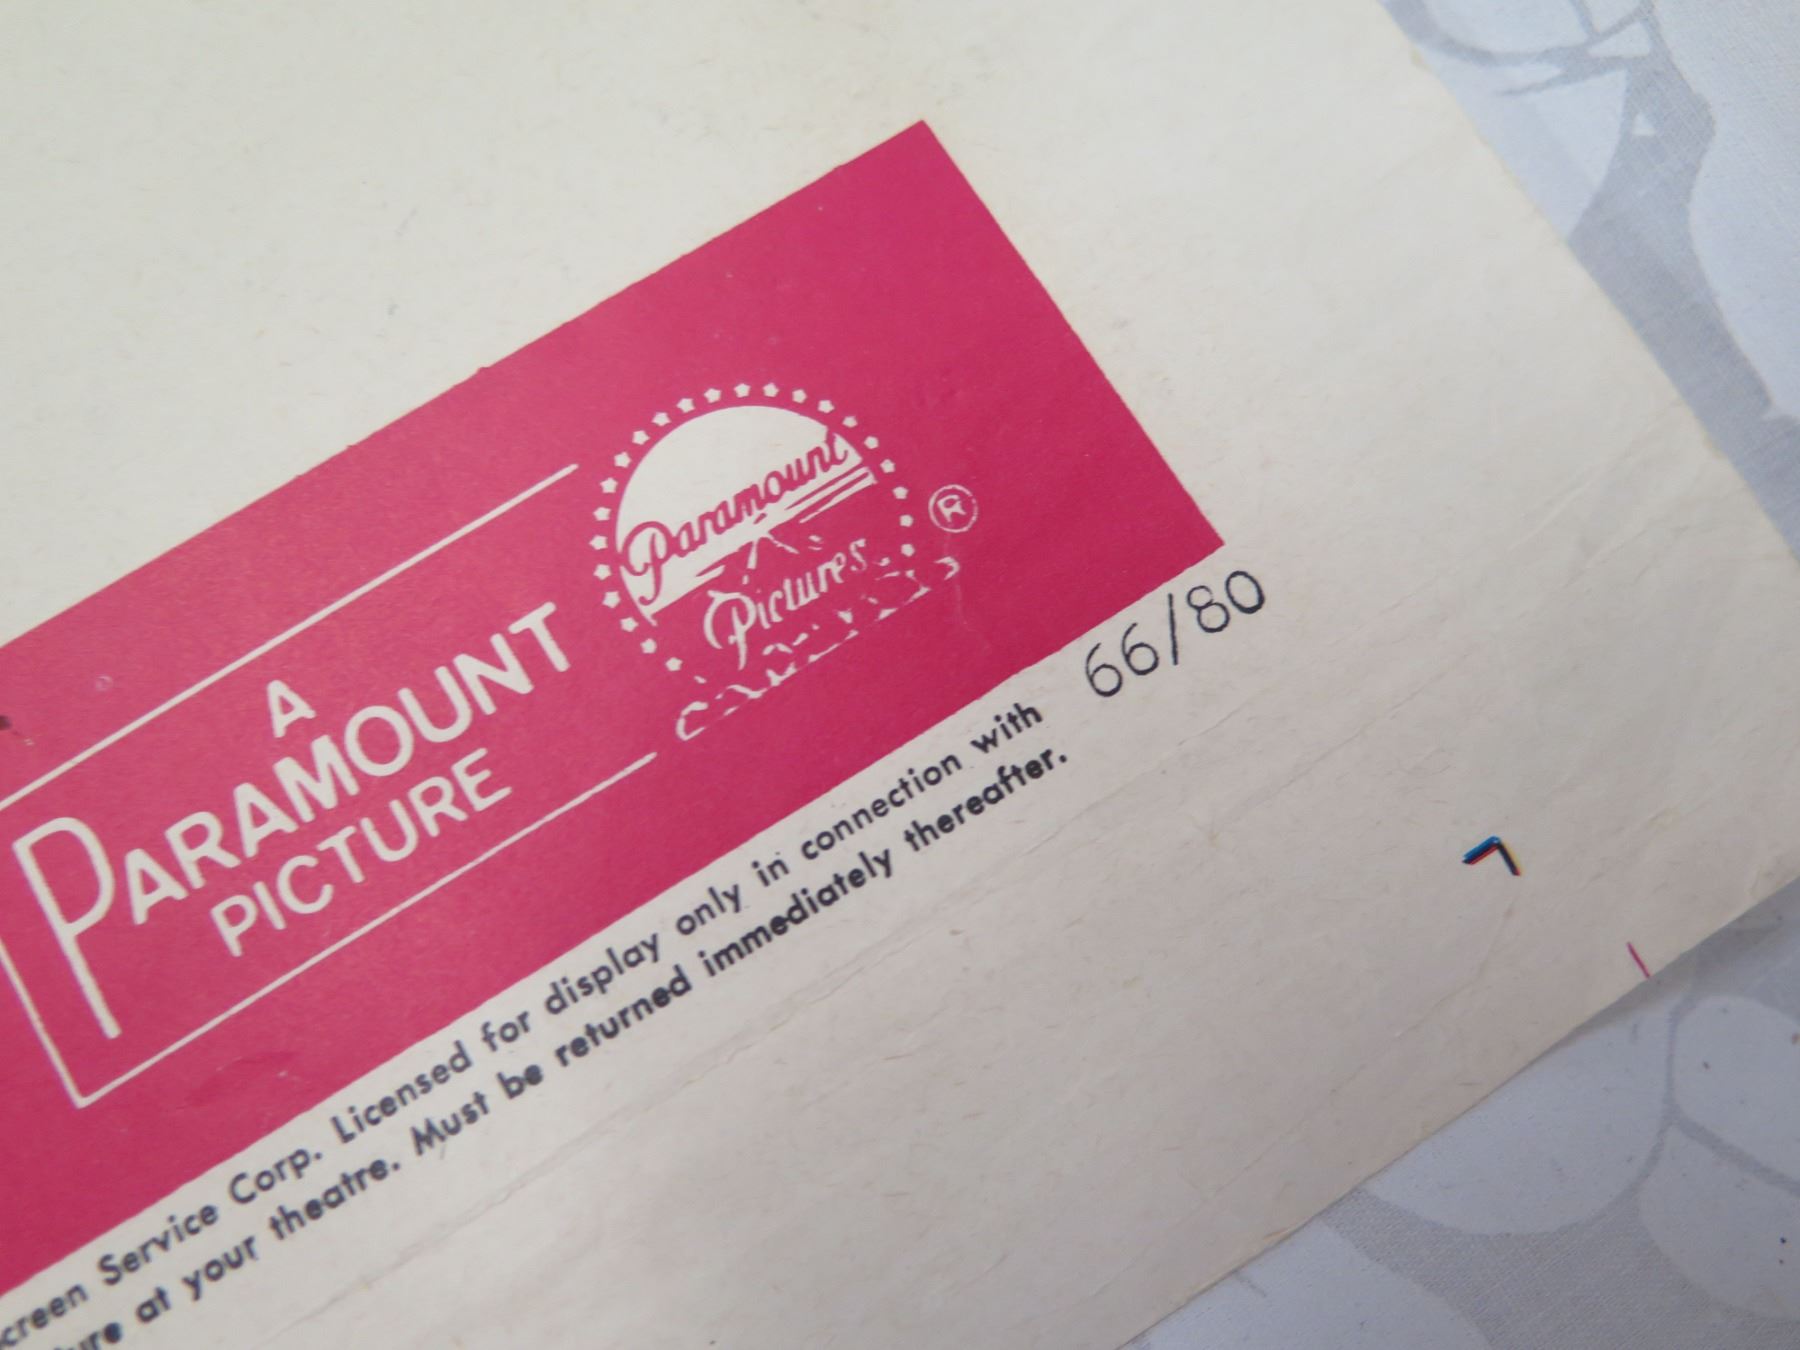 A
PARAMOUNT
PICTURE
Paramount
Pictures
®
66/80
Service Corp. Licensed for display only in connection with
at your theatre. Must be returned immediately thereafter.